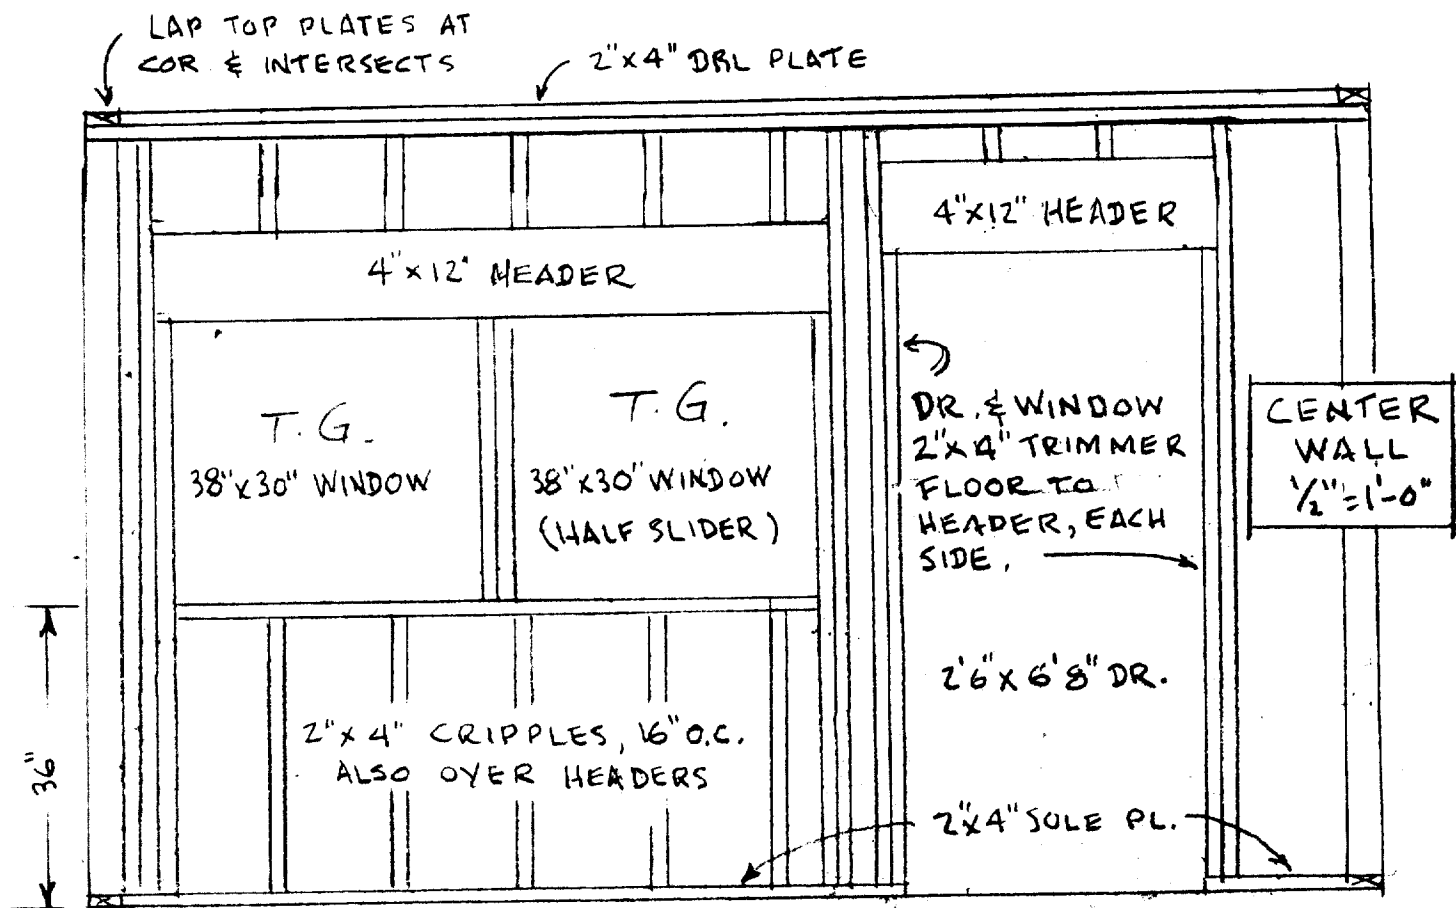 LAP TOP PLATES AT
COR & INTERSECTS
2"x4" DBL PLATE
4"x12" HEADER
4"x12" HEADER
T.G.
38"x30" WINDOW
T.G.
38"x30" WINDOW
(HALF SLIDER)
DR. & WINDOW
2"x4" TRIMMER
FLOOR TO
HEADER, EACH
SIDE.
CENTER
WALL
1/2"=1'-0"
2'6"x6'8" DR.
2"x4" CRIPPLES, 16" O.C.
ALSO OVER HEADERS
36"
2"x4" SOLE PL.